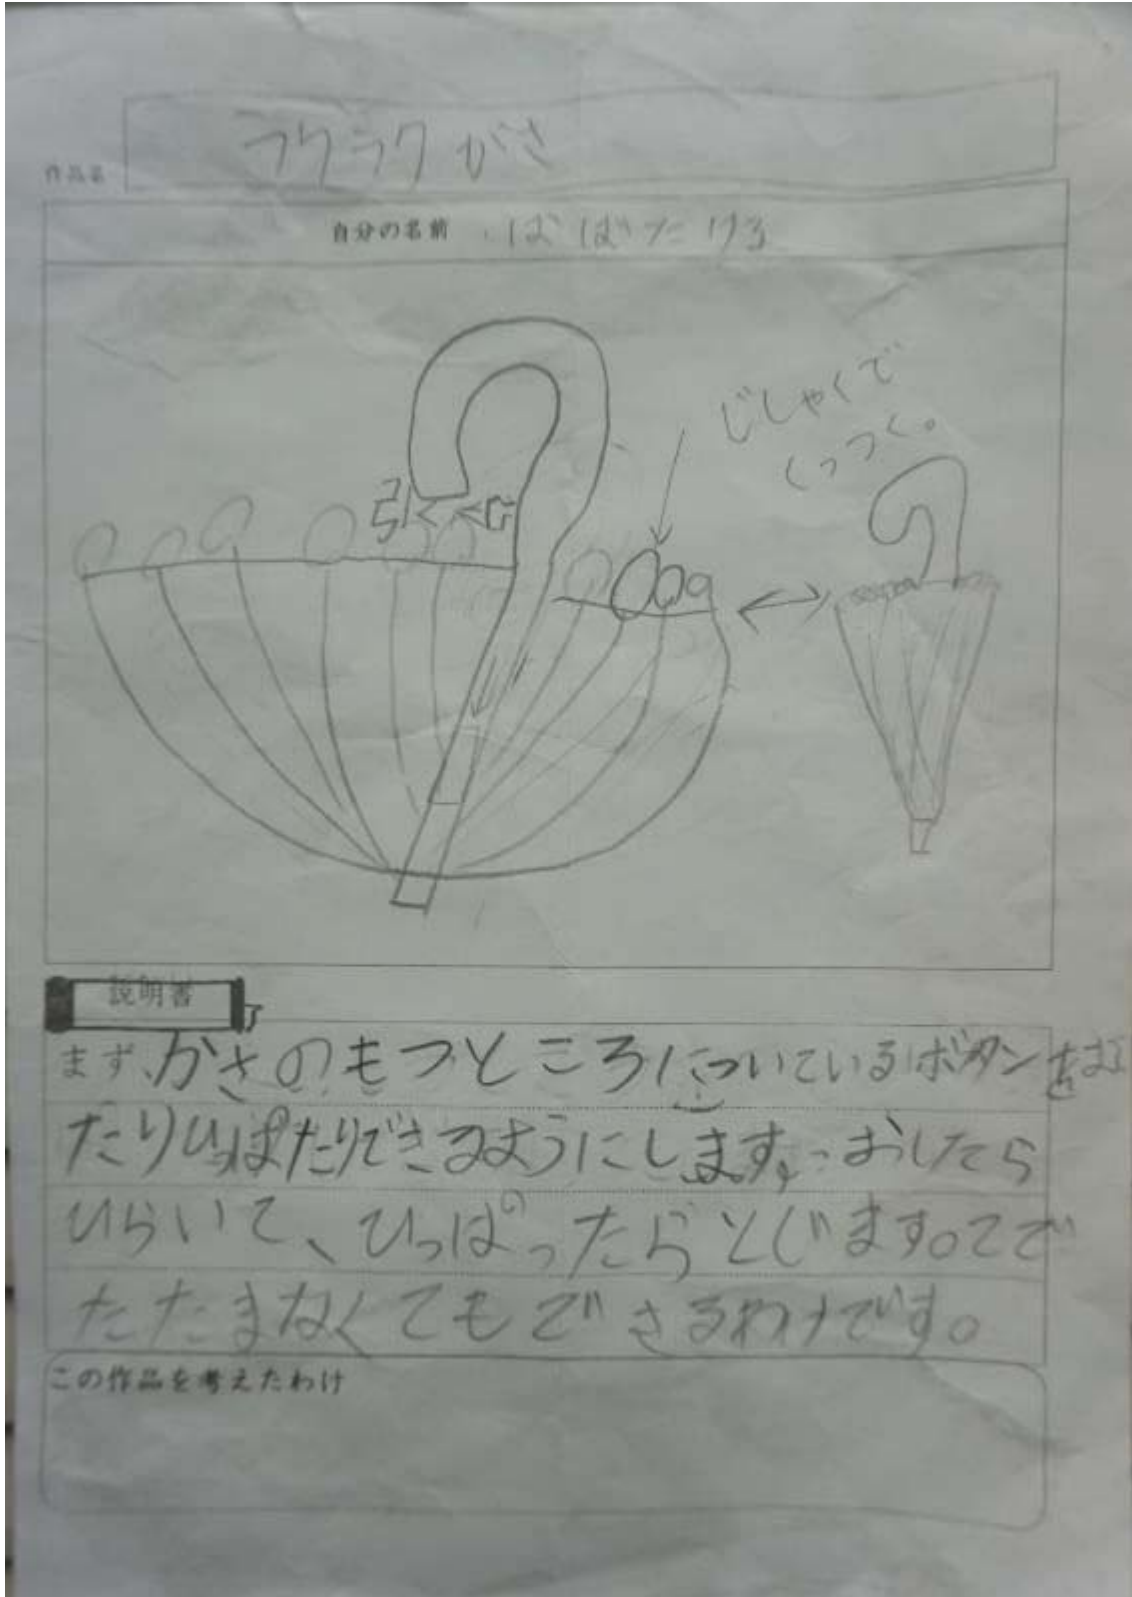 作品名 ラクラクがさ
自分の名前 ばばたける
じしゃくで
くっつく。
引
説明書
まず、かさのもつところについているボタンをおし
たりひっぱたりできるようにします。おしたら
ひらいて、ひっぱったらとじます。てで
たたまなくてもできるわけです。
この作品を考えたわけ